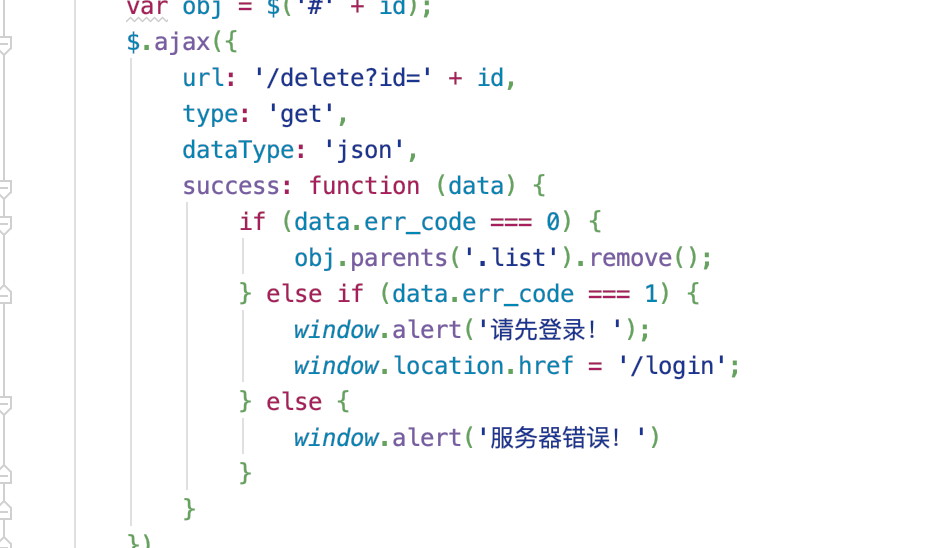 var obj = $('#' + id);
$.ajax({
url: '/delete?id=' + id,
type: 'get',
dataType: 'json',
success: function (data) {
if (data.err_code === 0) {
obj.parents('.list').remove();
} else if (data.err_code === 1) {
window.alert('请先登录！');
window.location.href = '/login';
} else {
window.alert('服务器错误！')
}
}
})